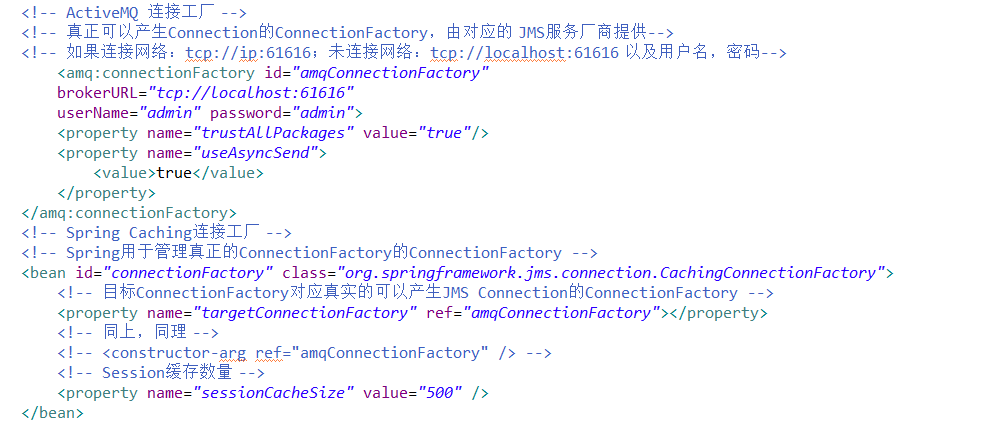 <!-- ActiveMQ 连接工厂 -->
<!-- 真正可以产生Connection的ConnectionFactory，由对应的 JMS服务厂商提供-->
<!-- 如果连接网络：tcp://ip:61616；未连接网络：tcp://localhost:61616 以及用户名，密码-->
<amq:connectionFactory id="amqConnectionFactory"
brokerURL="tcp://localhost:61616"
userName="admin" password="admin">
<property name="trustAllPackages" value="true"/>
<property name="useAsyncSend">
<value>true</value>
</property>
</amq:connectionFactory>
<!-- Spring Caching连接工厂 -->
<!-- Spring用于管理真正的ConnectionFactory的ConnectionFactory -->
<bean id="connectionFactory" class="org.springframework.jms.connection.CachingConnectionFactory">
<!-- 目标ConnectionFactory对应真实的可以产生JMS Connection的ConnectionFactory -->
<property name="targetConnectionFactory" ref="amqConnectionFactory"></property>
<!-- 同上，同理 -->
<!-- <constructor-arg ref="amqConnectionFactory" /> -->
<!-- Session缓存数量 -->
<property name="sessionCacheSize" value="500" />
</bean>